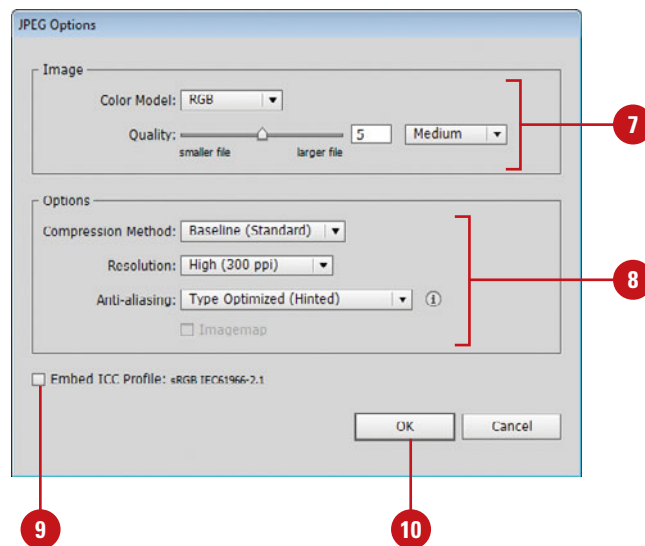 JPEG Options
Image
Color Model: RGB
Quality: 5 Medium
smaller file larger file
7
Options
Compression Method: Baseline (Standard)
Resolution: High (300 ppi)
Anti-aliasing: Type Optimized (Hinted)
Imagemap
8
Embed ICC Profile: sRGB IEC61966-2.1
OK Cancel
9 10